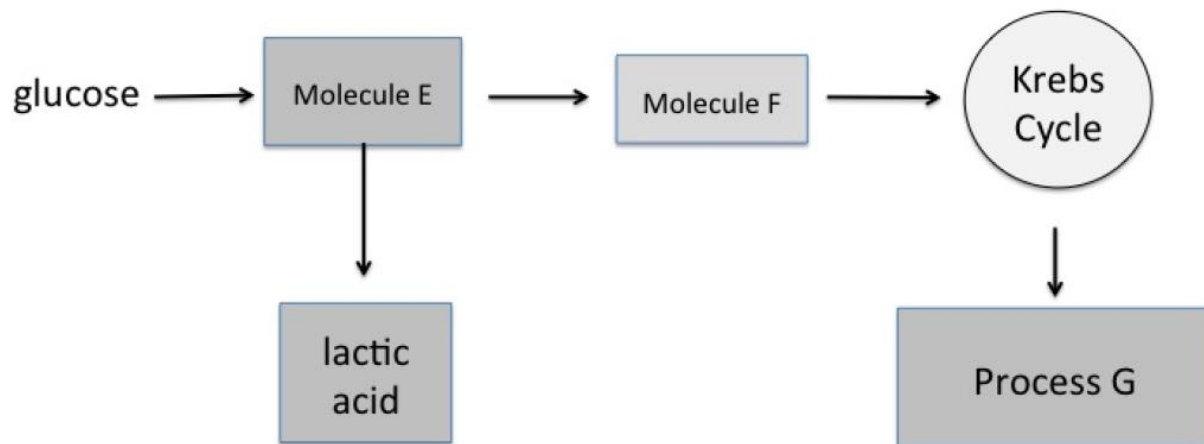 glucose
Molecule E
Molecule F
Krebs
Cycle
lactic
acid
Process G